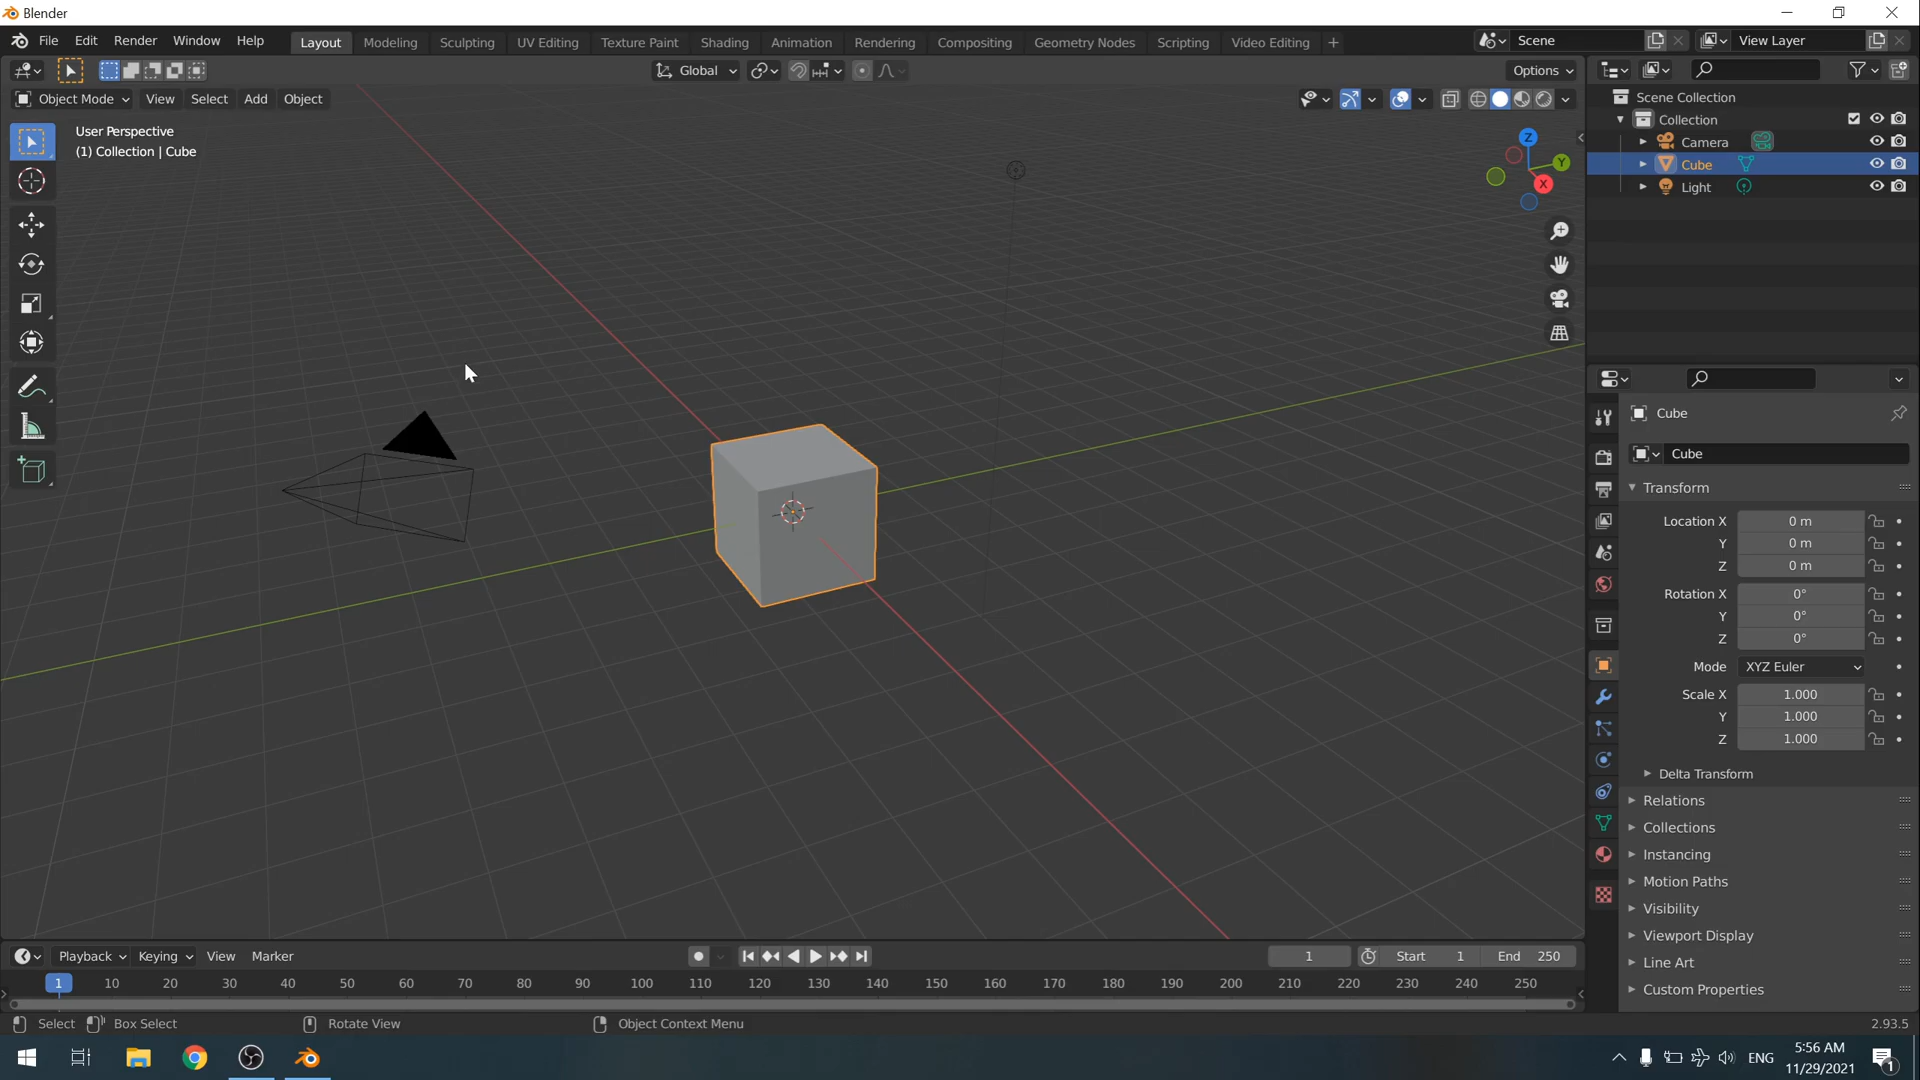 Blender
File Edit Render Window Help Layout Modeling Sculpting UV Editing Texture Paint Shading Animation Rendering Compositing Geometry Nodes Scripting Video Editing + Scene View Layer
Global Options
Object Mode View Select Add Object
User Perspective
(1) Collection | Cube
Z
Y
X
Scene Collection
Collection
Camera
Cube
Light
Cube
Cube
Transform
Location X 0 m
Y 0 m
Z 0 m
Rotation X 0°
Y 0°
Z 0°
Mode XYZ Euler
Scale X 1.000
Y 1.000
Z 1.000
Delta Transform
Relations
Collections
Instancing
Motion Paths
Visibility
Viewport Display
Line Art
Custom Properties
Playback Keying View Marker 1 Start 1 End 250
1 10 20 30 40 50 60 70 80 90 100 110 120 130 140 150 160 170 180 190 200 210 220 230 240 250
Select Box Select Rotate View Object Context Menu 2.93.5
ENG 5:56 AM
11/29/2021 1